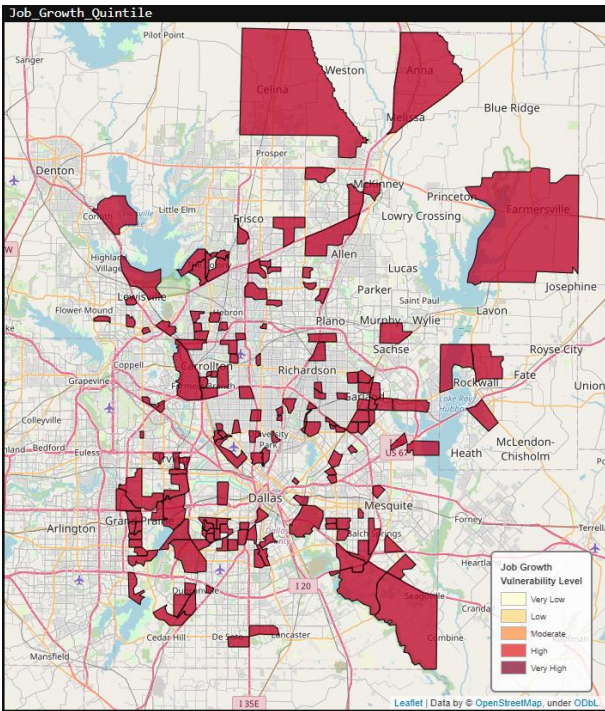 Job_Growth_Quintile
Pilot Point
Sanger
Weston
Anna
Celina
Blue Ridge
Melissa
Prosper
Denton
McKinney
Princeton
Little Elm
Farmersville
Corinth
Frisco
Lowry Crossing
Allen
Highland
Village
Lucas
Lewisville
Parker
Josephine
Saint Paul
Flower Mound
Hebron
Lavon
Plano
Murphy
Wylie
Sachse
Royse City
Coppell
Carrollton
Richardson
Fate
Grapevine
Farmers Branch
Rockwall
Union
Garland
Lake Ray
Hubbard
Colleyville
University
Park
McLendon-
Chisholm
Bedford
Euless
US 67
Heath
Dallas
Mesquite
Arlington
Grand Prairie
Forney
Balch Springs
Terrell
Heartland
I 20
Duncanville
Seagoville
Crandall
Cedar Hill
De Soto
Lancaster
Combine
Mansfield
I 35E
Job Growth
Vulnerability Level
Very Low
Low
Moderate
High
Very High
Leaflet | Data by © OpenStreetMap, under ODbL.